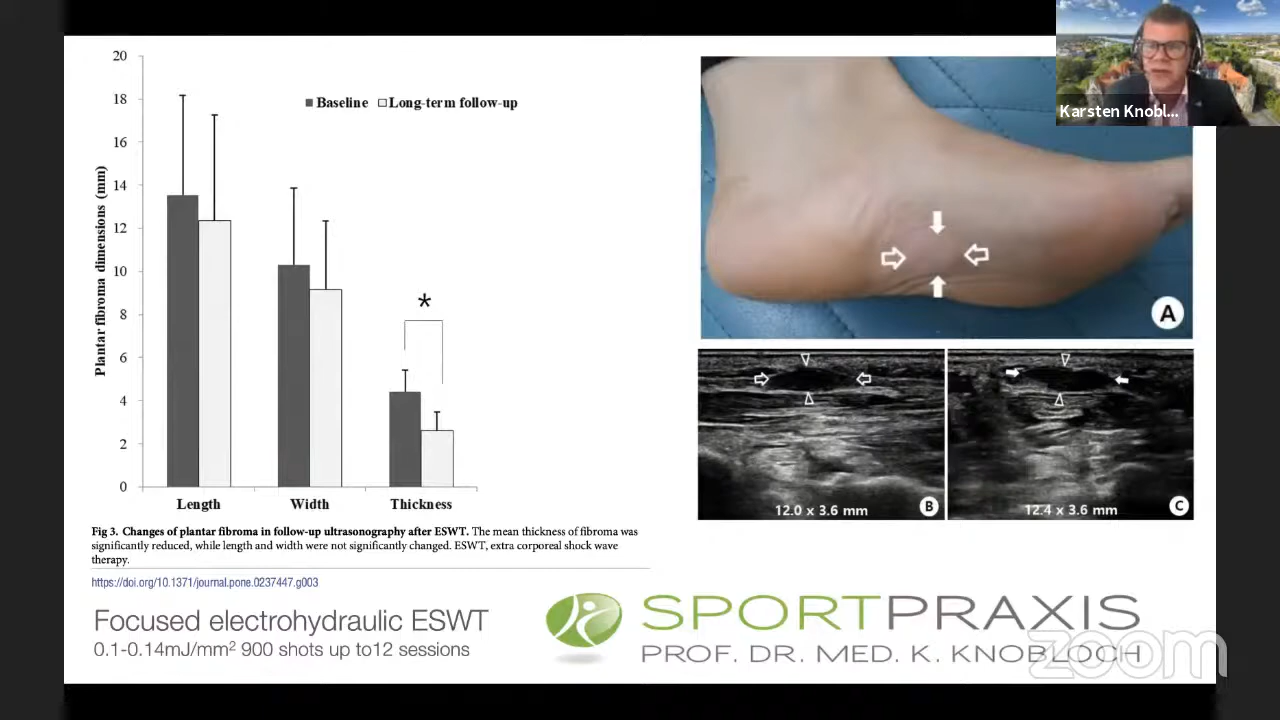 20
18
16
14
12
10
8
6
4
2
0
Plantar fibroma dimensions (mm)
Baseline Long-term follow-up
*
Length Width Thickness
Fig 3. Changes of plantar fibroma in follow-up ultrasonography after ESWT. The mean thickness of fibroma was
significantly reduced, while length and width were not significantly changed. ESWT, extra corporeal shock wave
therapy.
https://doi.org/10.1371/journal.pone.0237447.g003
Focused electrohydraulic ESWT
0.1-0.14mJ/mm² 900 shots up to12 sessions
Karsten Knobl...
A
12.0 x 3.6 mm
B
12.4 x 3.6 mm
C
SPORTPRAXIS
PROF. DR. MED. K. KNOBLOCH
zoom